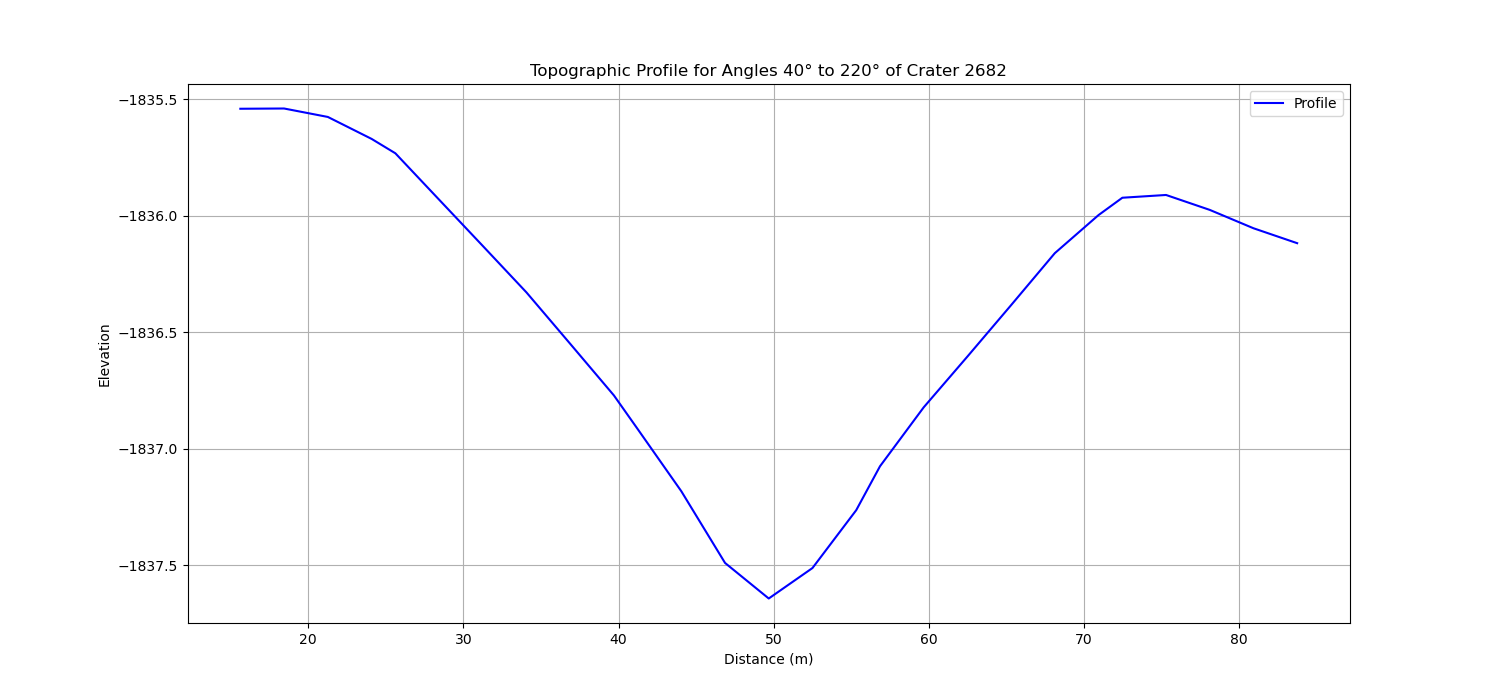 Topographic Profile for Angles 40° to 220° of Crater 2682
Profile
−1835.5
−1836.0
−1836.5
−1837.0
−1837.5
Elevation
20 30 40 50 60 70 80
Distance (m)